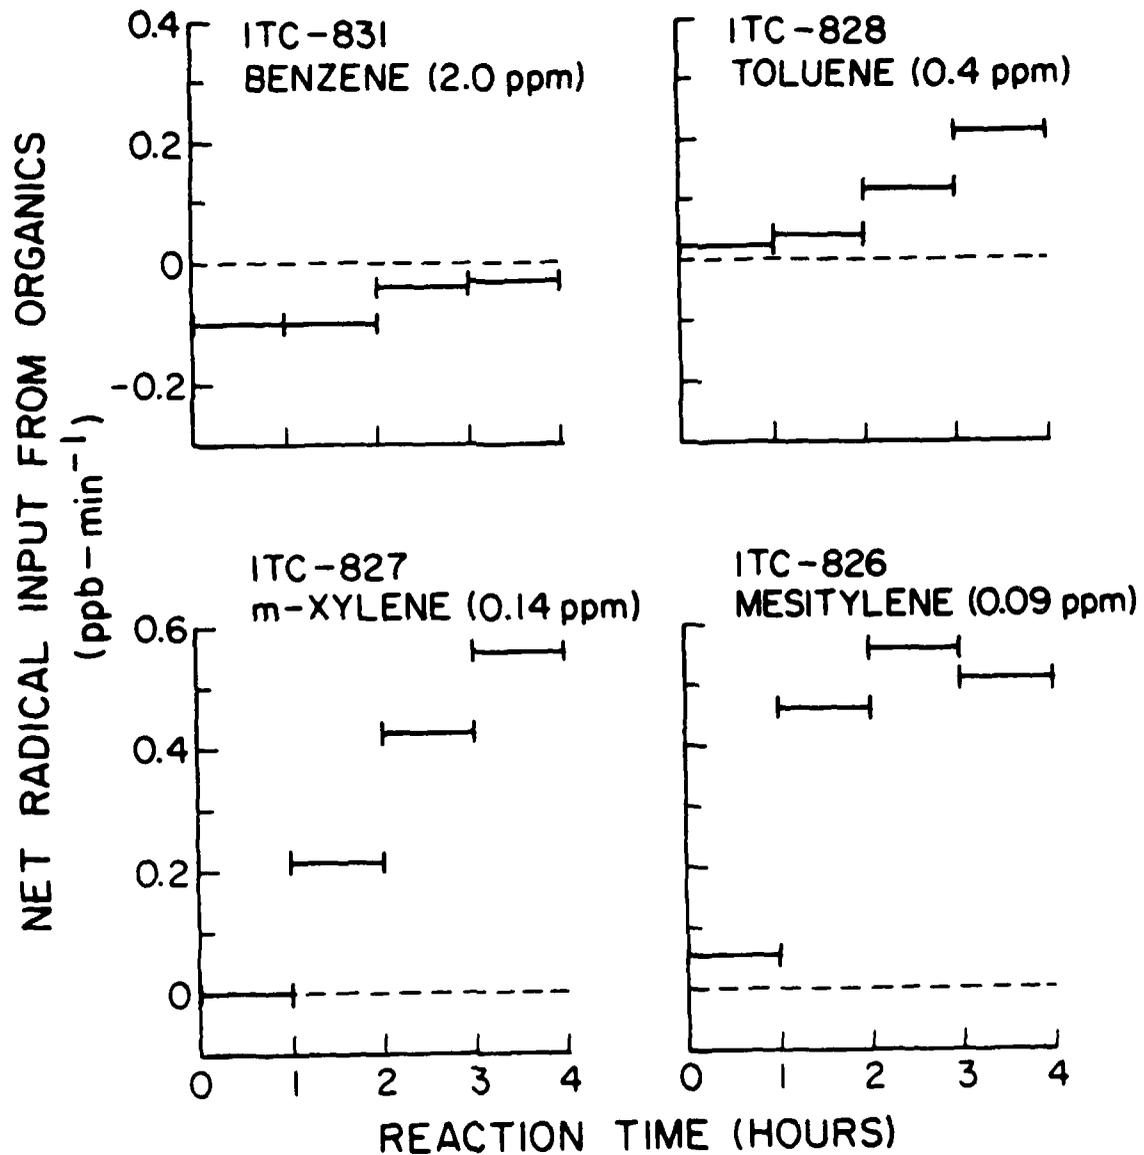 NET RADICAL INPUT FROM ORGANICS
(ppb-min⁻¹)
ITC-831
BENZENE (2.0 ppm)
0.4
0.2
0
-0.2
ITC-828
TOLUENE (0.4 ppm)
ITC-827
m-XYLENE (0.14 ppm)
0.6
0.4
0.2
0
0 1 2 3 4
ITC-826
MESITYLENE (0.09 ppm)
0 1 2 3 4
REACTION TIME (HOURS)